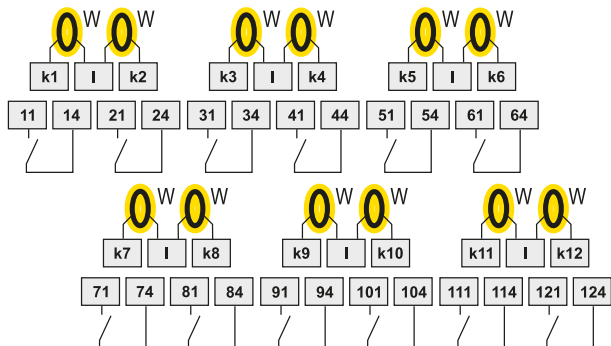 W W W W W W
k1 I k2 k3 I k4 k5 I k6
11 14 21 24 31 34 41 44 51 54 61 64
W W W W W W
k7 I k8 k9 I k10 k11 I k12
71 74 81 84 91 94 101 104 111 114 121 124